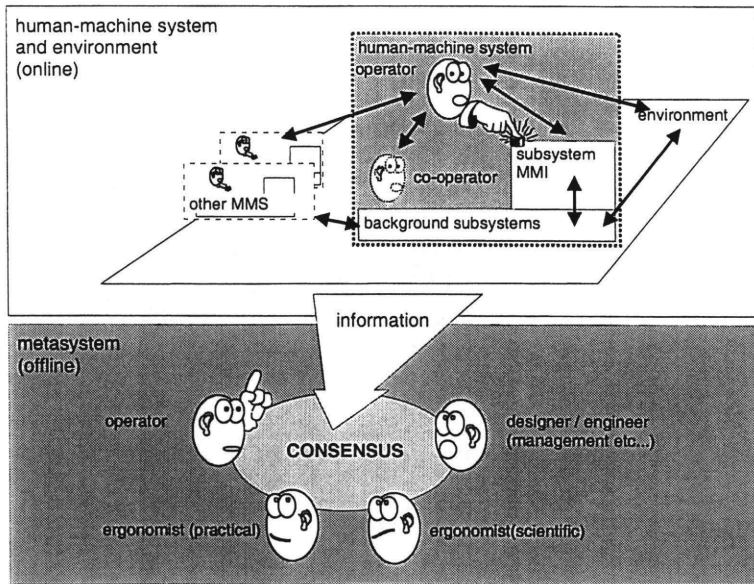 human-machine system
and environment
(online)
human-machine system
operator
environment
subsystem
MMI
co-operator
other MMS
background subsystems
information
metasystem
(offline)
operator
designer / engineer
(management etc...)
CONSENSUS
ergonomist (practical)
ergonomist(scientific)